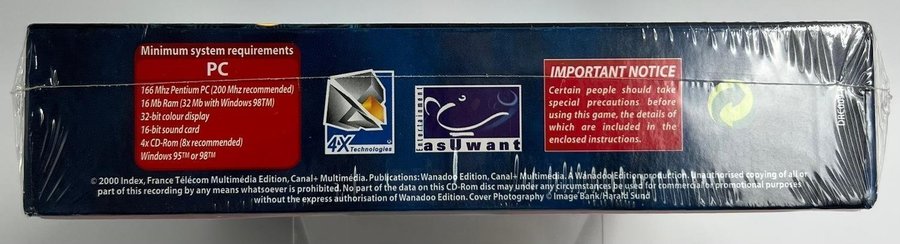 Minimum system requirements
PC
166 Mhz Pentium PC (200 Mhz recommended)
16 Mb Ram (32 Mb with Windows 98TM)
32-bit colour display
16-bit sound card
4x CD-Rom (8x recommended)
Windows 95™ or 98™
4X Technologies
Entertainment
asUwant
IMPORTANT NOTICE
Certain people should take
special precautions before
using this game, the details of
which are included in the
enclosed instructions.
© 2000 Index, France Télécom Multimédia Edition, Canal+ Multimédia. Publications: Wanadoo Edition, Canal+ Multimédia. A Wanadoo Edition production. Unauthorised copying of all or
part of this recording by any means whatsoever is prohibited. No part of the data on this CD-Rom disc may under any circumstances be used for commercial or promotional purposes
without the express authorisation of Wanadoo Edition. Cover Photography © Image Bank/Harald Sund